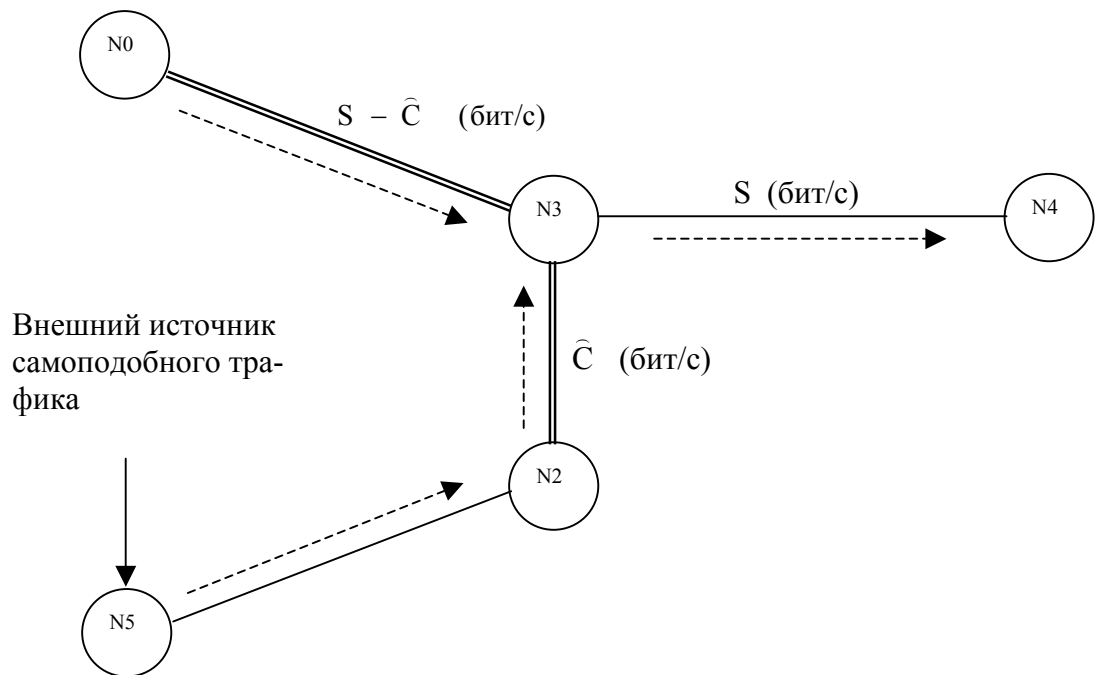 N0
S – Ĉ (бит/с)
N3
S (бит/с)
N4
Внешний источник
самоподобного тра-
фика
Ĉ (бит/с)
N2
N5